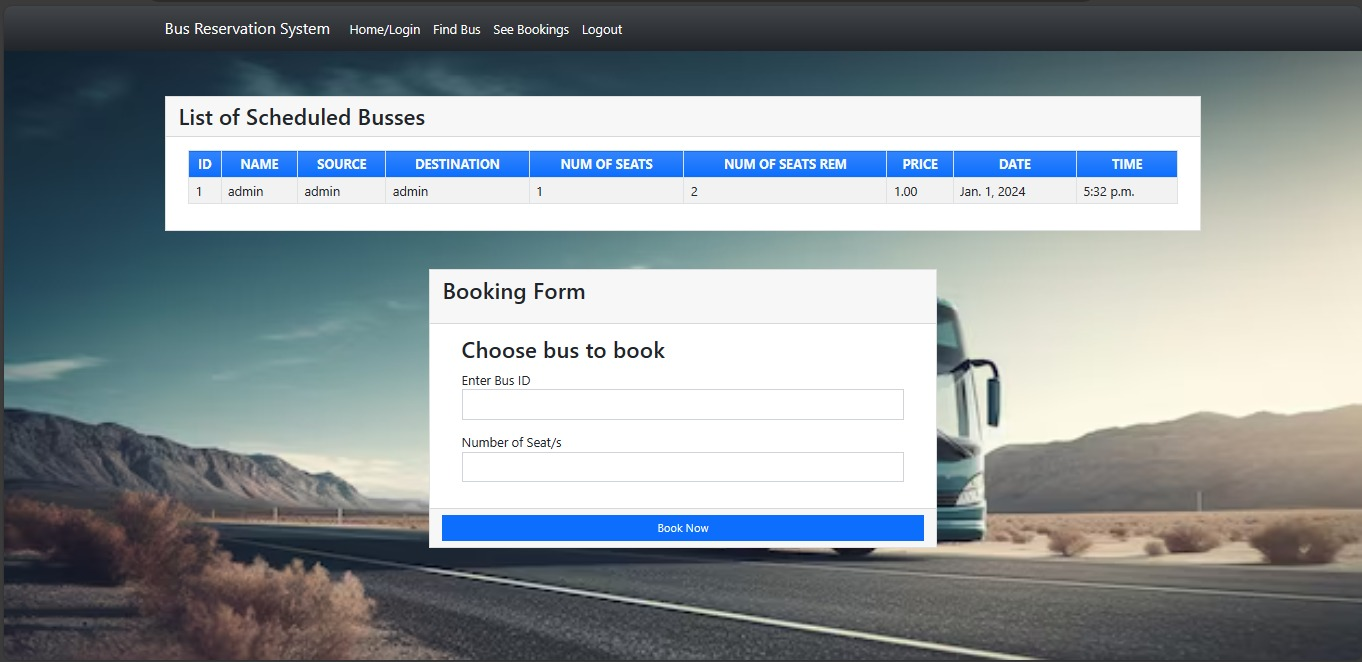 Bus Reservation System Home/Login Find Bus See Bookings Logout
List of Scheduled Busses
ID NAME SOURCE DESTINATION NUM OF SEATS NUM OF SEATS REM PRICE DATE TIME
1 admin admin admin 1 2 1.00 Jan. 1, 2024 5:32 p.m.
Booking Form
Choose bus to book
Enter Bus ID
Number of Seat/s
Book Now